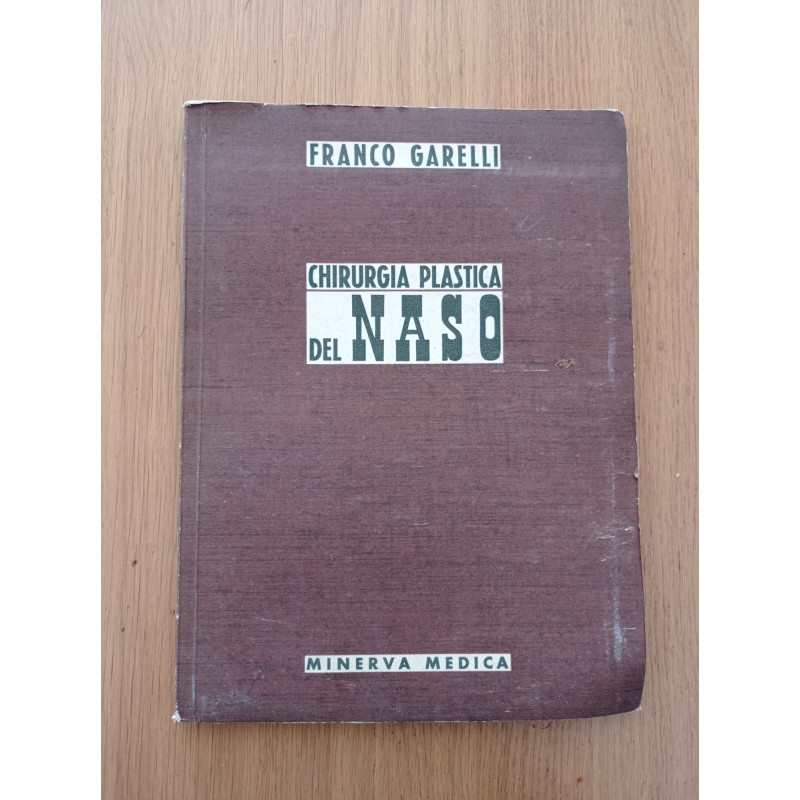 FRANCO GARELLI
CHIRURGIA PLASTICA
DEL NASO
MINERVA MEDICA